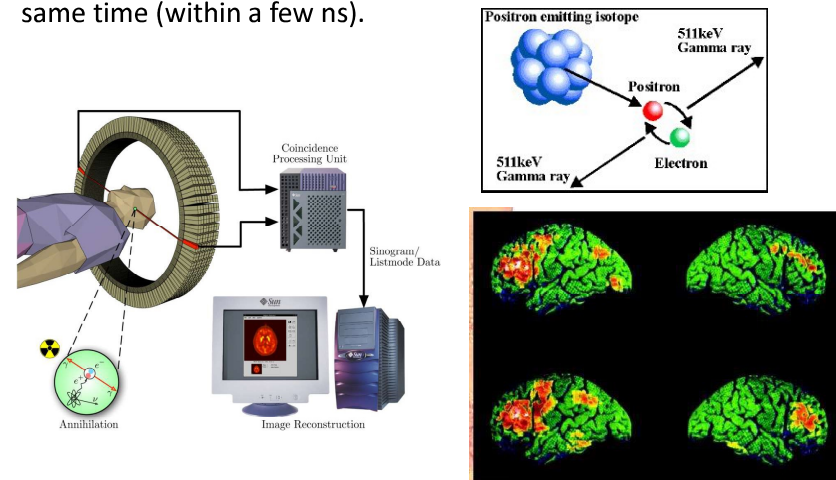 same time (within a few ns).
Positron emitting isotope
511keV
Gamma ray
Positron
Electron
511keV
Gamma ray
Coincidence
Processing Unit
Sinogram/
Listmode Data
Sun
Annihilation
Image Reconstruction